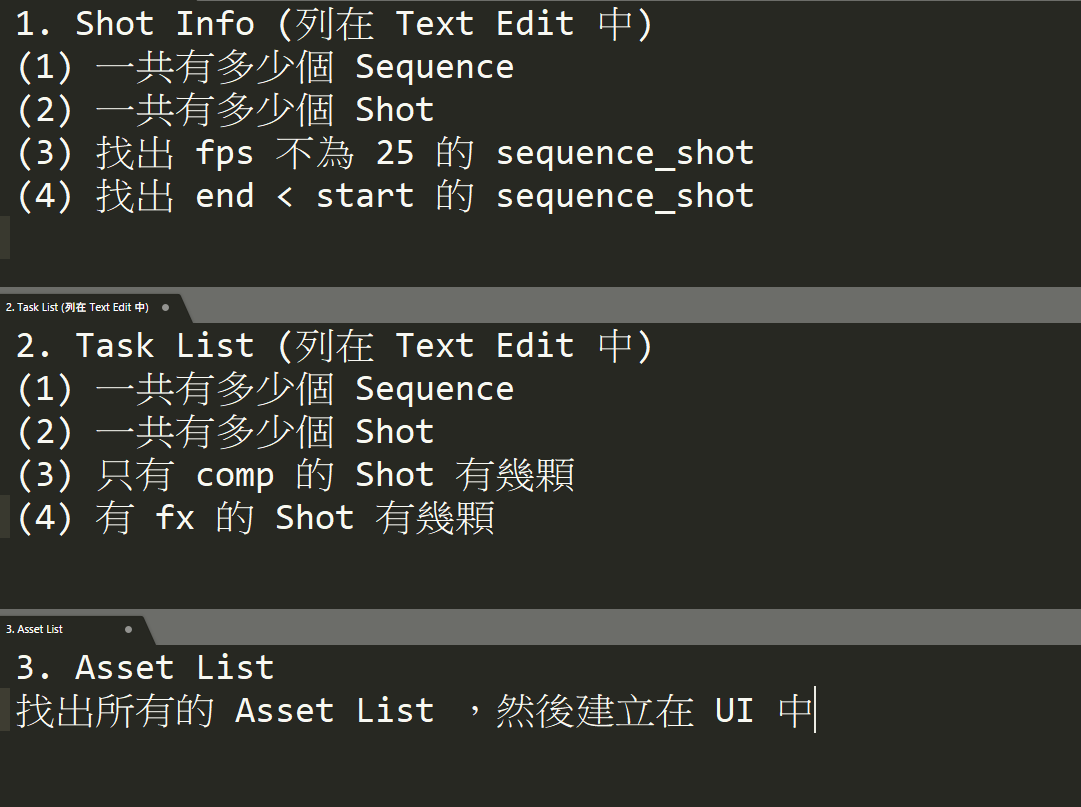 1. Shot Info (列在 Text Edit 中)
(1) 一共有多少個 Sequence
(2) 一共有多少個 Shot
(3) 找出 fps 不為 25 的 sequence_shot
(4) 找出 end < start 的 sequence_shot
2. Task List (列在 Text Edit 中)
2. Task List (列在 Text Edit 中)
(1) 一共有多少個 Sequence
(2) 一共有多少個 Shot
(3) 只有 comp 的 Shot 有幾顆
(4) 有 fx 的 Shot 有幾顆
3. Asset List
3. Asset List
找出所有的 Asset List ，然後建立在 UI 中